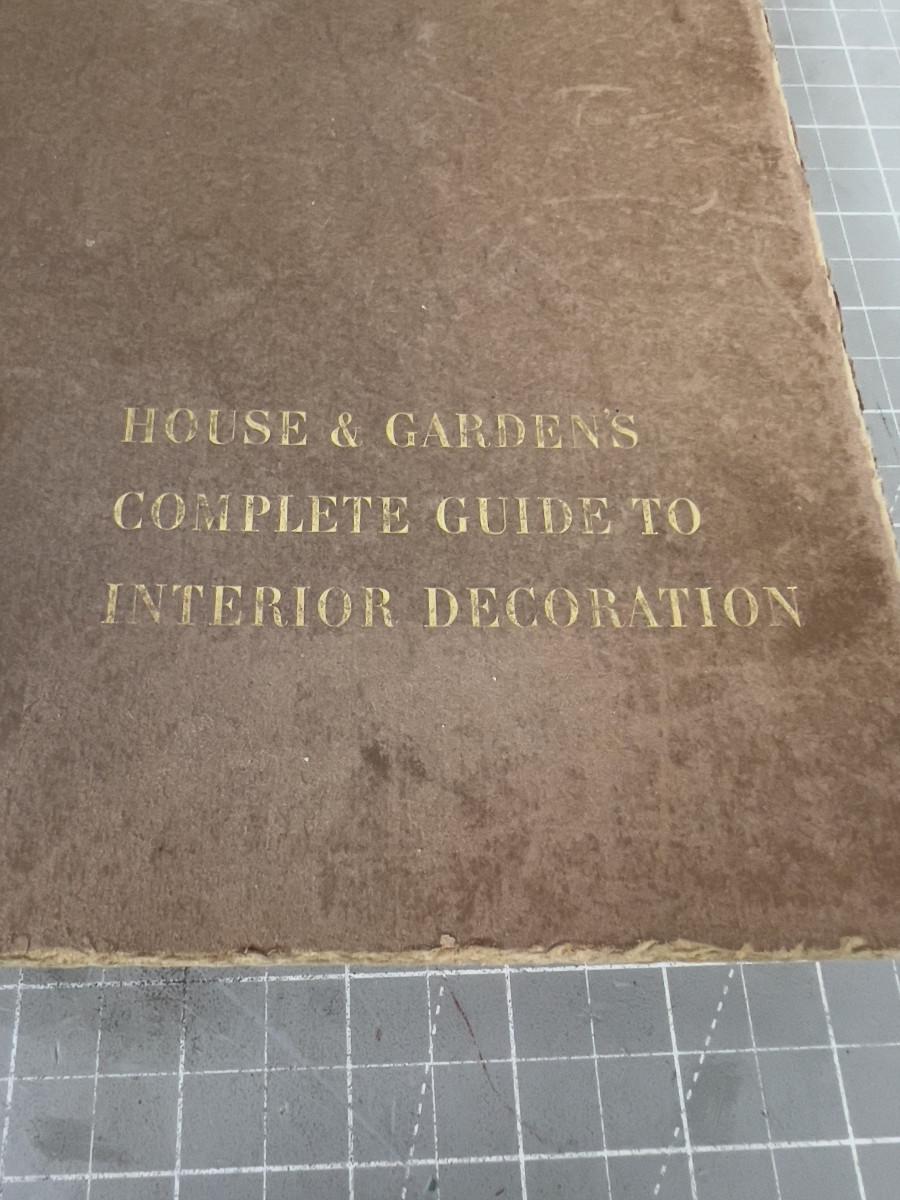 HOUSE & GARDEN'S
COMPLETE GUIDE TO
INTERIOR DECORATION